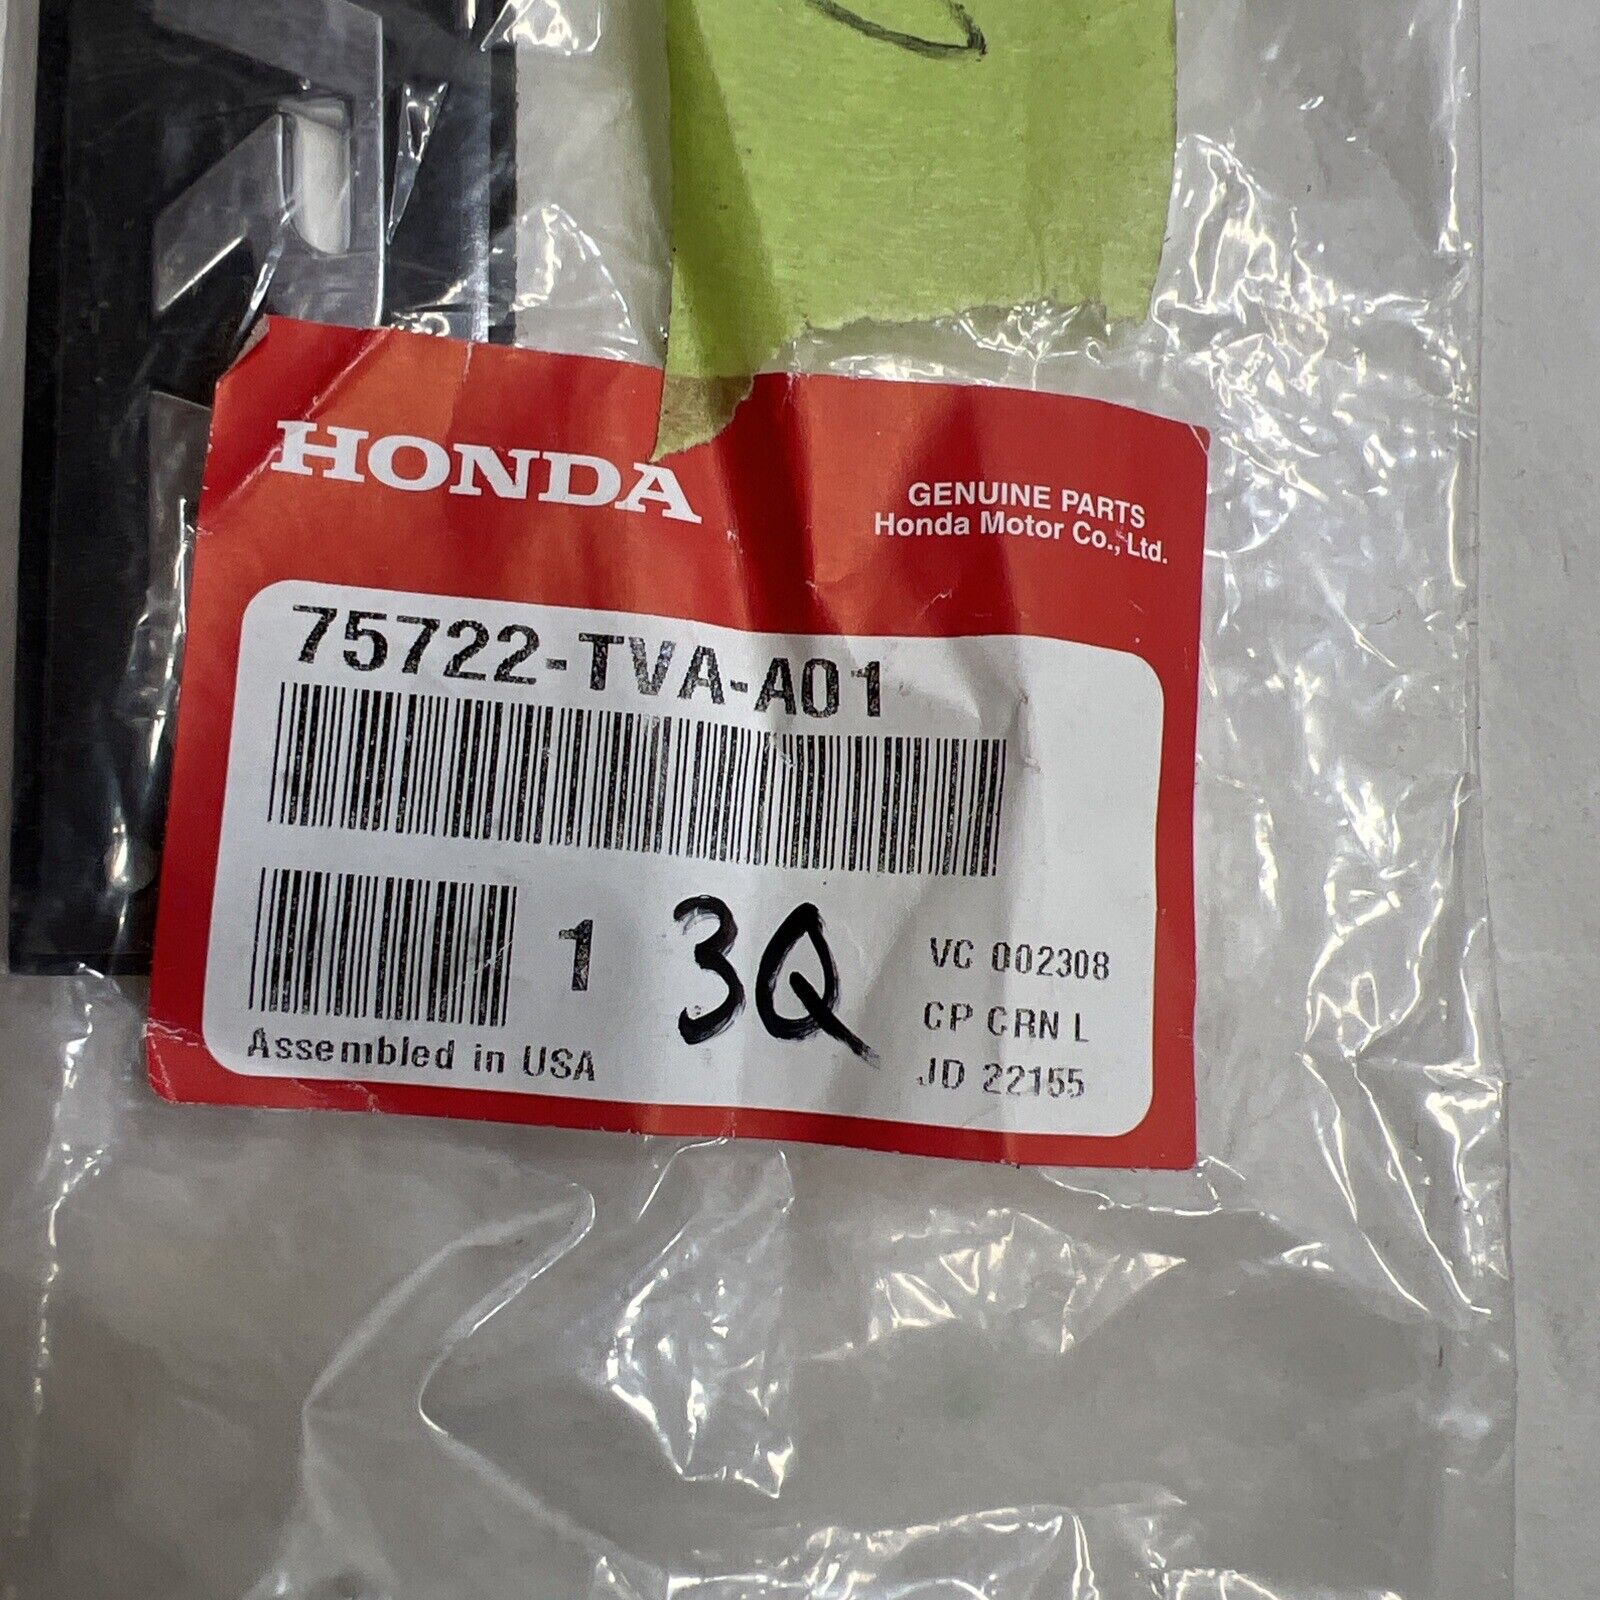 HONDA
GENUINE PARTS
Honda Motor Co., Ltd.
75722-TVA-A01
1 3Q
VC 002308
CP CRN L
JD 22155
Assembled in USA